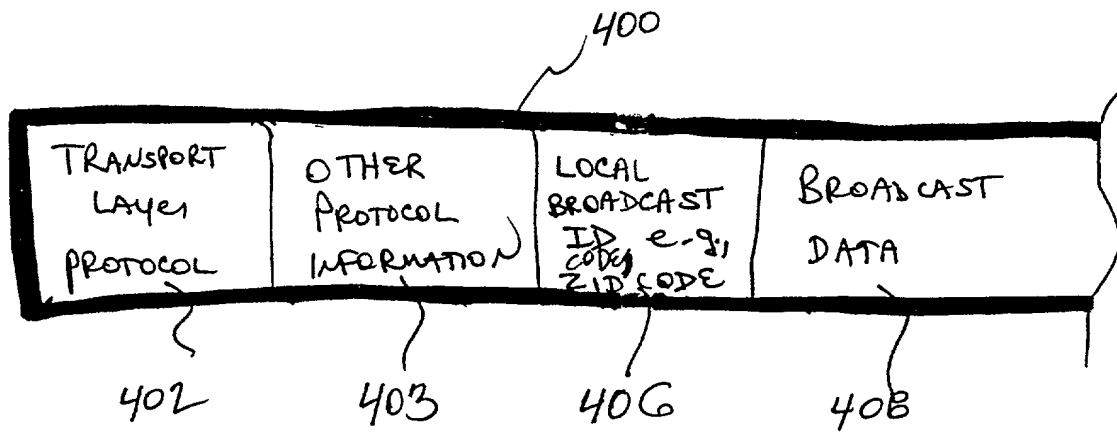 400
TRANSPORT
LAYER
PROTOCOL
OTHER
PROTOCOL
INFORMATION
LOCAL
BROADCAST
ID, e.g.,
CODE,
ZIP CODE
BROADCAST
DATA
402
403
406
408